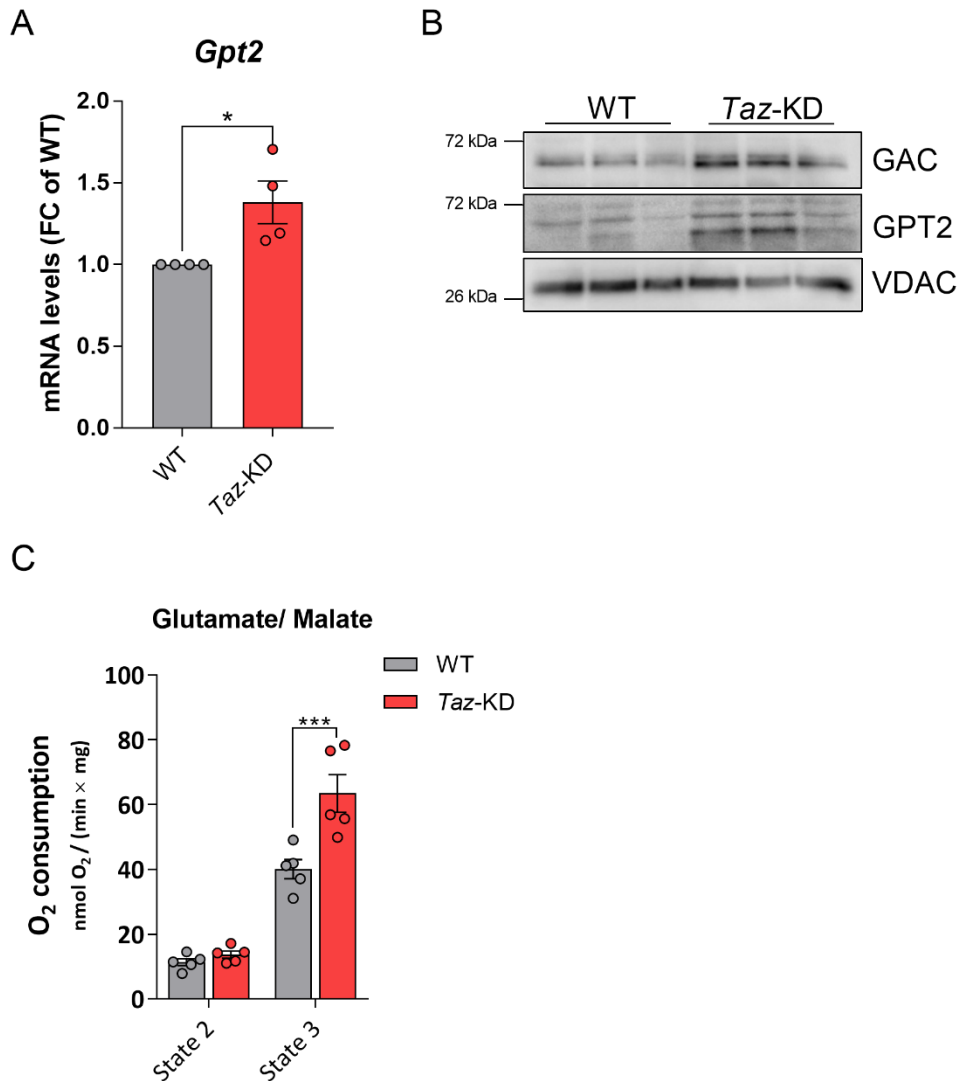 A
Gpt2
mRNA levels (FC of WT)
2.0
1.5
1.0
0.5
0.0
*
WT
Taz-KD
B
WT Taz-KD
72 kDa
GAC
72 kDa
GPT2
26 kDa
VDAC
C
Glutamate/ Malate
O₂ consumption
nmol O₂ / (min × mg)
100
80
60
40
20
0
***
State 2
State 3
WT
Taz-KD